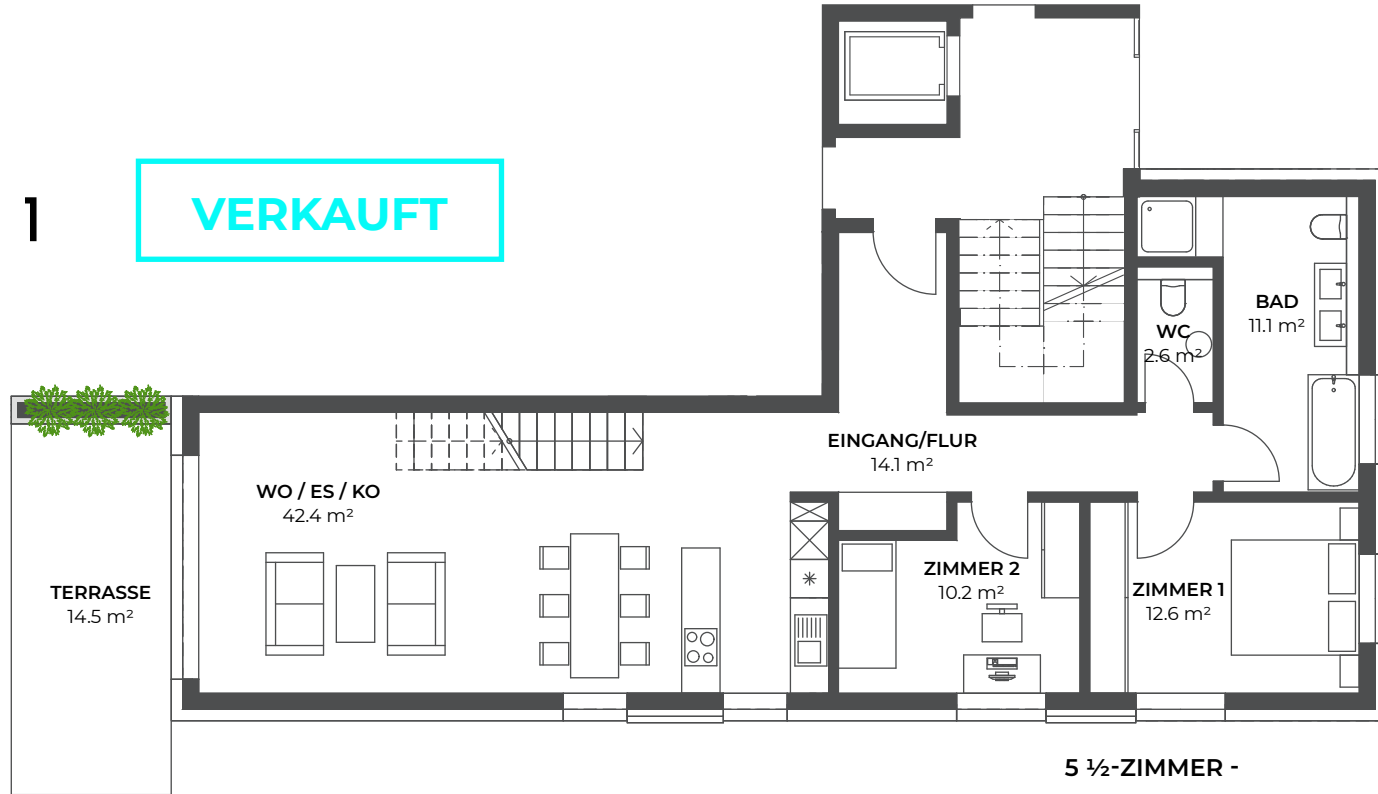 1
VERKAUFT
BAD
11.1 m²
WC
2.6 m²
EINGANG/FLUR
14.1 m²
WO / ES / KO
42.4 m²
ZIMMER 2
10.2 m²
TERRASSE
14.5 m²
ZIMMER 1
12.6 m²
5 ½-ZIMMER -